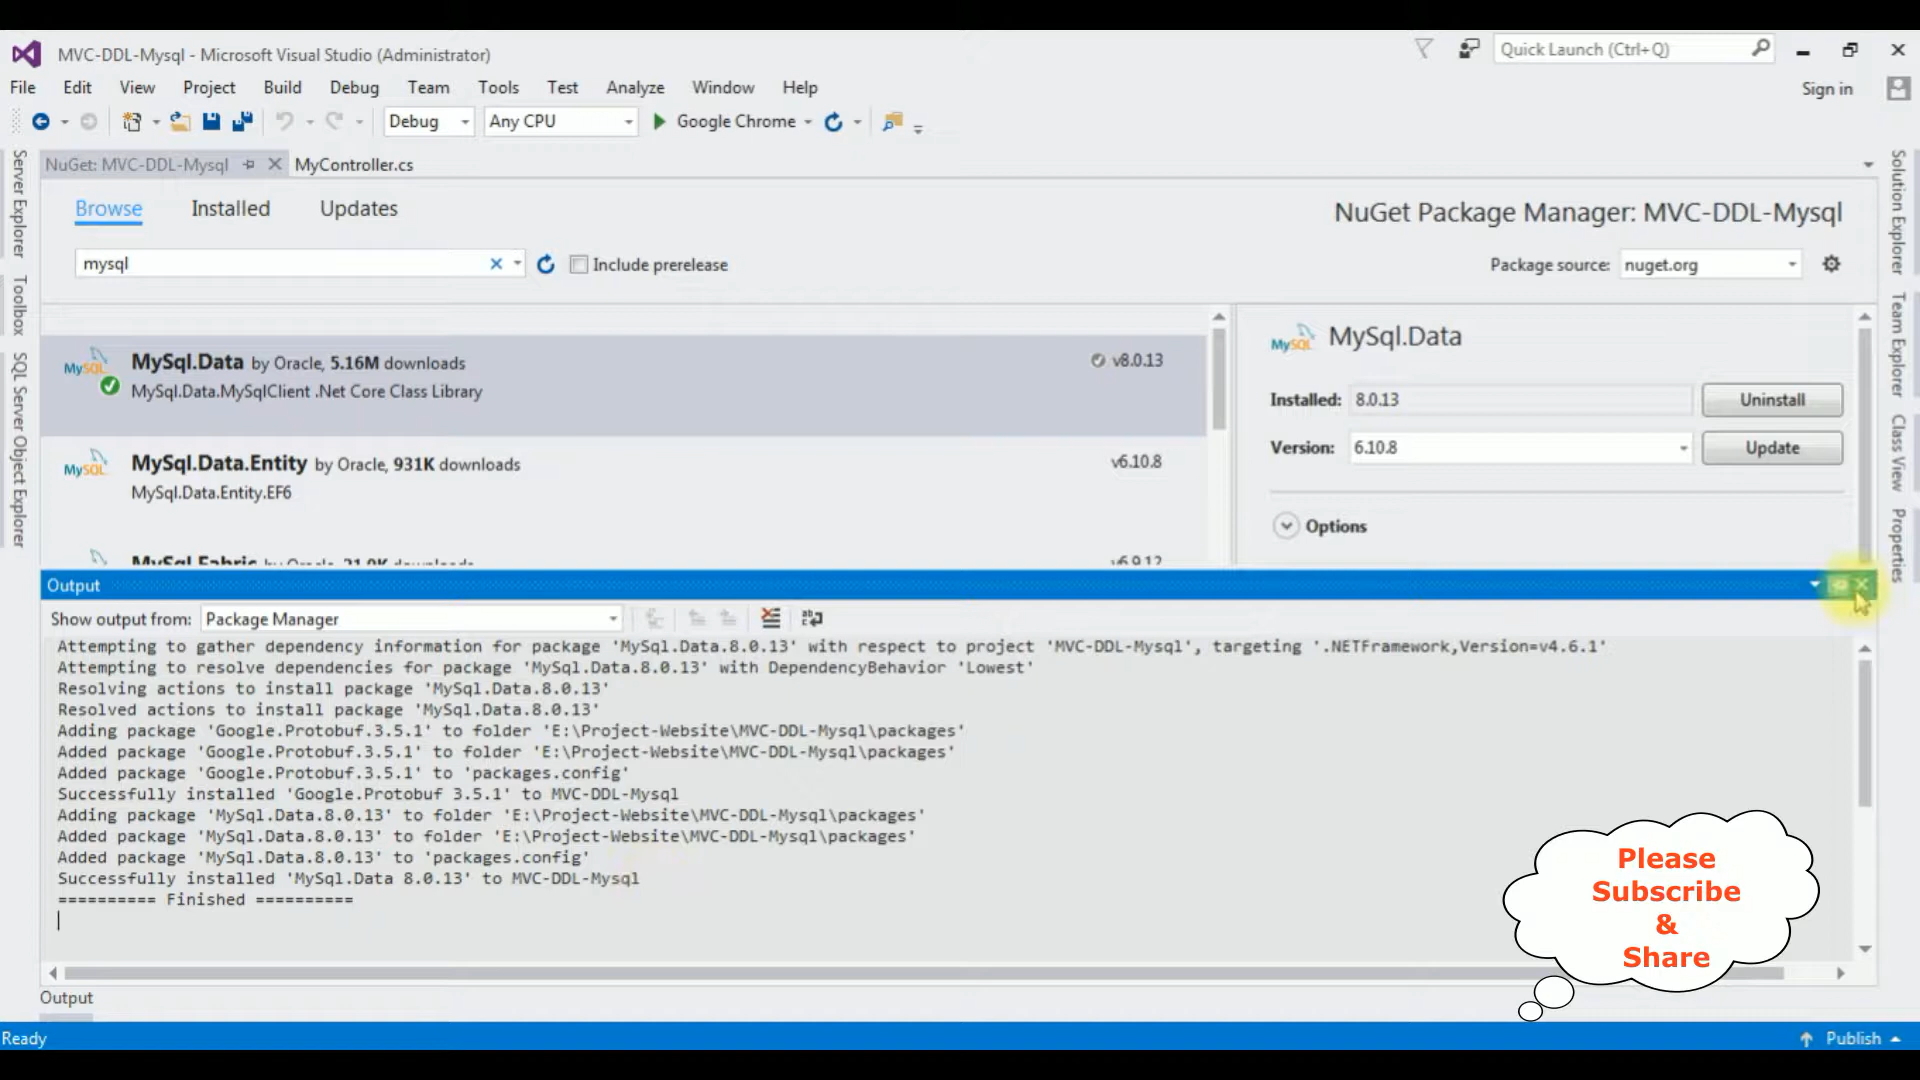 MVC-DDL-Mysql - Microsoft Visual Studio (Administrator)
Quick Launch (Ctrl+Q)
File Edit View Project Build Debug Team Tools Test Analyze Window Help
Sign in
Debug
Any CPU
Google Chrome
NuGet: MVC-DDL-Mysql
MyController.cs
Server Explorer
Toolbox
SQL Server Object Explorer
Browse
Installed
Updates
NuGet Package Manager: MVC-DDL-Mysql
mysql
Include prerelease
Package source: nuget.org
MySql.Data by Oracle, 5.16M downloads
v8.0.13
MySql.Data.MySqlClient .Net Core Class Library
MySql.Data.Entity by Oracle, 931K downloads
v6.10.8
MySql.Data.Entity.EF6
MySql.Fabric by Oracle, 21.0K downloads
v6.9.12
MySQL MySql.Data
Installed: 8.0.13
Uninstall
Version: 6.10.8
Update
Options
Solution Explorer
Team Explorer
Class View
Properties
Output
Show output from: Package Manager
Attempting to gather dependency information for package 'MySql.Data.8.0.13' with respect to project 'MVC-DDL-Mysql', targeting '.NETFramework,Version=v4.6.1'
Attempting to resolve dependencies for package 'MySql.Data.8.0.13' with DependencyBehavior 'Lowest'
Resolving actions to install package 'MySql.Data.8.0.13'
Resolved actions to install package 'MySql.Data.8.0.13'
Adding package 'Google.Protobuf.3.5.1' to folder 'E:\Project-Website\MVC-DDL-Mysql\packages'
Added package 'Google.Protobuf.3.5.1' to folder 'E:\Project-Website\MVC-DDL-Mysql\packages'
Added package 'Google.Protobuf.3.5.1' to 'packages.config'
Successfully installed 'Google.Protobuf 3.5.1' to MVC-DDL-Mysql
Adding package 'MySql.Data.8.0.13' to folder 'E:\Project-Website\MVC-DDL-Mysql\packages'
Added package 'MySql.Data.8.0.13' to folder 'E:\Project-Website\MVC-DDL-Mysql\packages'
Added package 'MySql.Data.8.0.13' to 'packages.config'
Successfully installed 'MySql.Data 8.0.13' to MVC-DDL-Mysql
========== Finished ==========
Please
Subscribe
&
Share
Output
Ready
Publish